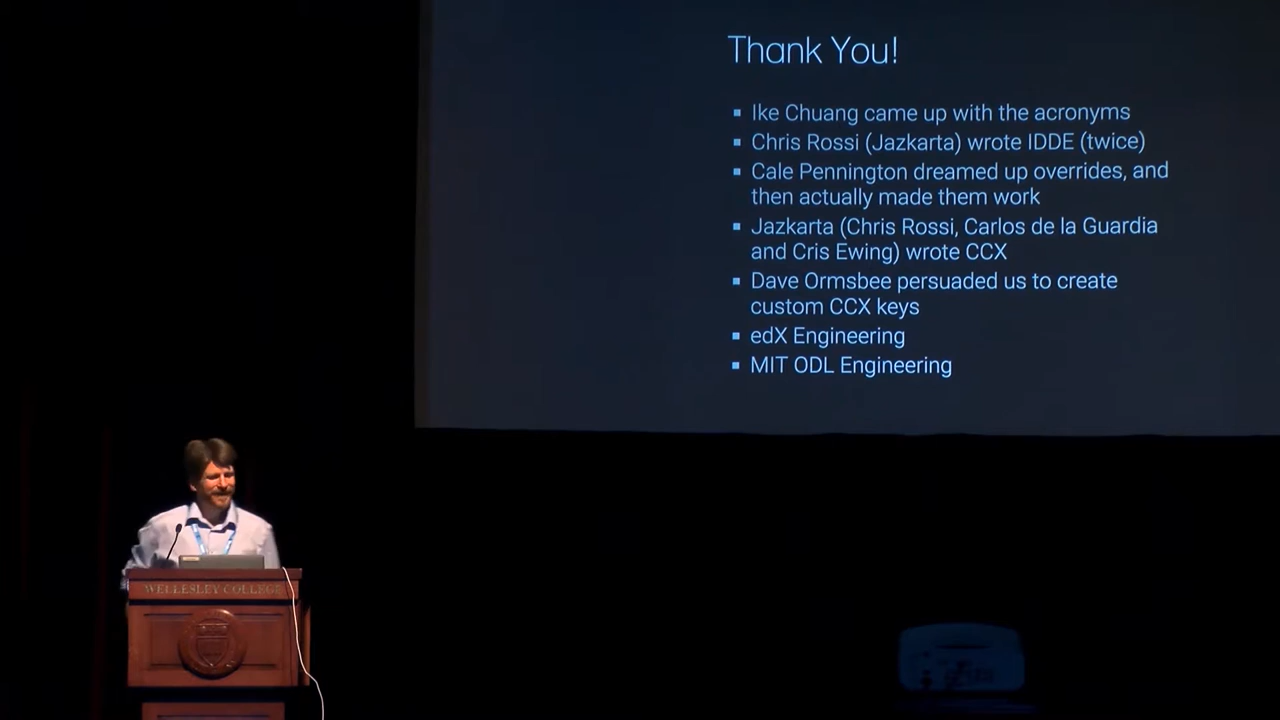 Thank You!
Ike Chuang came up with the acronyms
Chris Rossi (Jazkarta) wrote IDDE (twice)
Cale Pennington dreamed up overrides, and
then actually made them work
Jazkarta (Chris Rossi, Carlos de la Guardia
and Cris Ewing) wrote CCX
Dave Ormsbee persuaded us to create
custom CCX keys
edX Engineering
MIT ODL Engineering
WELLESLEY COLLEGE